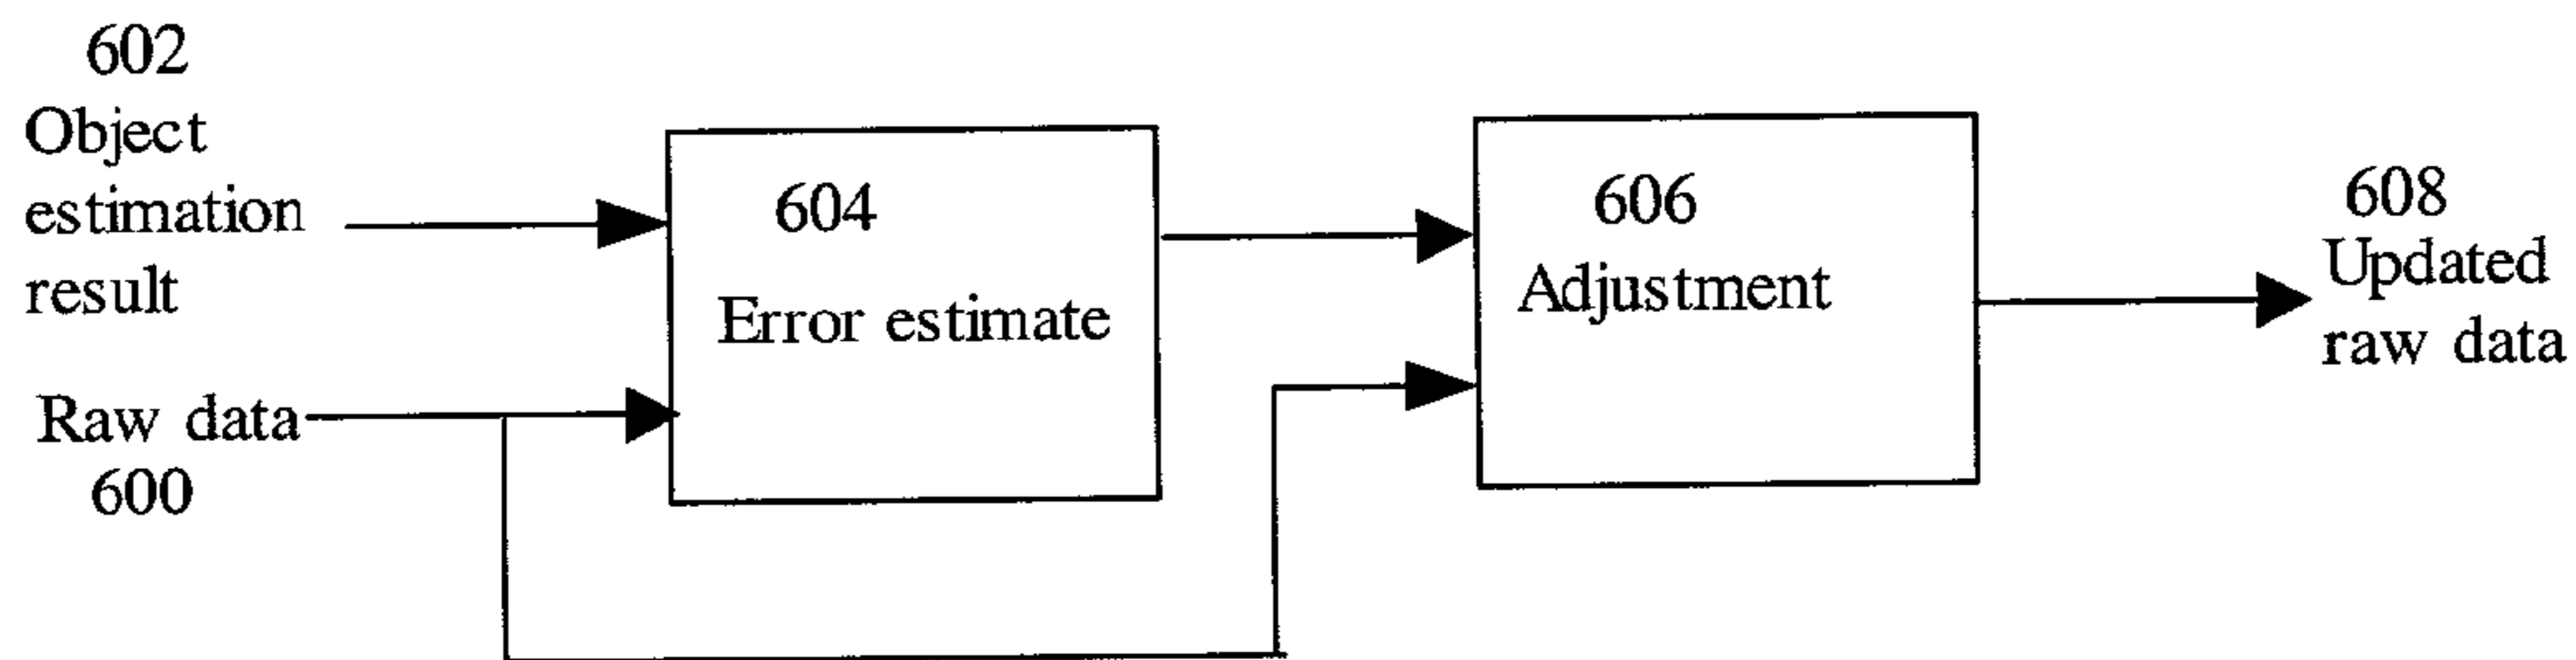 602
Object
estimation
result
Raw data
600
604
Error estimate
606
Adjustment
608
Updated
raw data